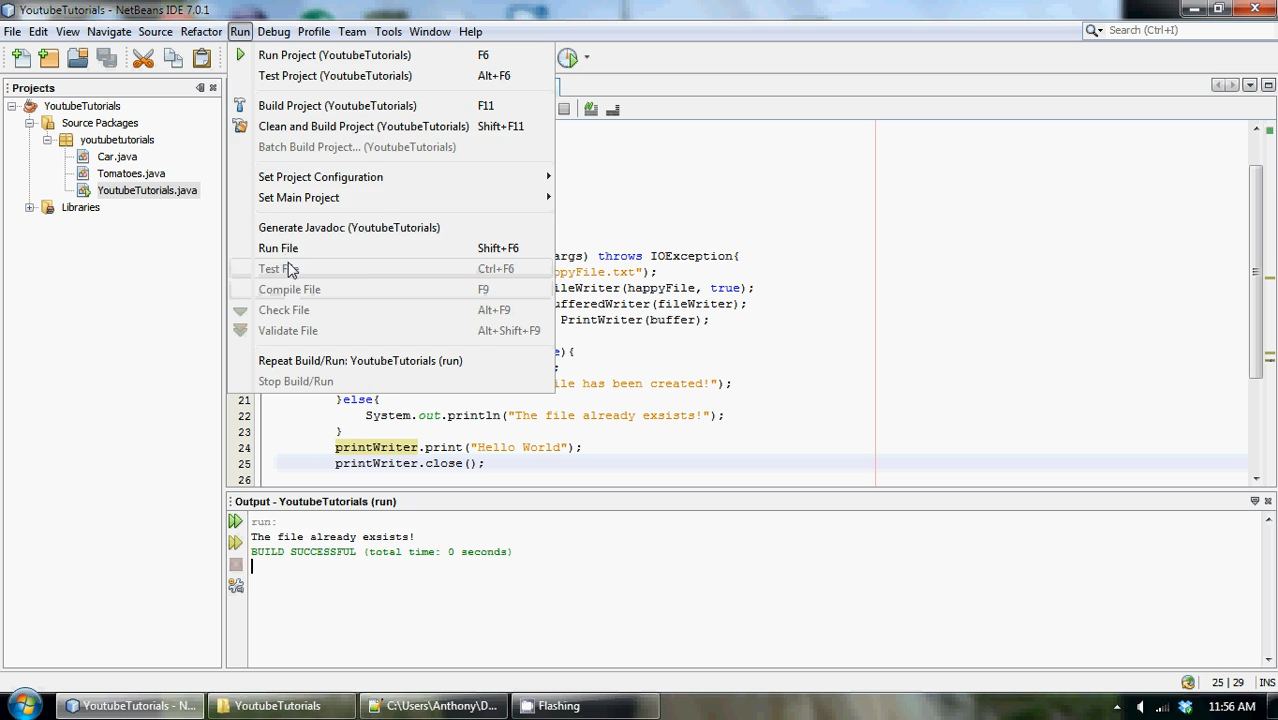 YoutubeTutorials - NetBeans IDE 7.0.1
File Edit View Navigate Source Refactor Run Debug Profile Team Tools Window Help
Search (Ctrl+I)
Projects
YoutubeTutorials
Source Packages
youtubetutorials
Car.java
Tomatoes.java
YoutubeTutorials.java
Libraries
Run Project (YoutubeTutorials) F6
Test Project (YoutubeTutorials) Alt+F6
Build Project (YoutubeTutorials) F11
Clean and Build Project (YoutubeTutorials) Shift+F11
Batch Build Project... (YoutubeTutorials)
Set Project Configuration
Set Main Project
Generate Javadoc (YoutubeTutorials)
Run File Shift+F6
Test Ctrl+F6
Compile File F9
Check File Alt+F9
Validate File Alt+Shift+F9
Repeat Build/Run: YoutubeTutorials (run)
Stop Build/Run
args) throws IOException{
ppyFile.txt");
ileWriter(happyFile, true);
ufferedWriter(fileWriter);
PrintWriter(buffer);
e){
;
ile has been created!");
21 }else{
22 System.out.println("The file already exsists!");
23 }
24 printWriter.print("Hello World");
25 printWriter.close();
26
Output - YoutubeTutorials (run)
run:
The file already exsists!
BUILD SUCCESSFUL (total time: 0 seconds)
25 | 29 INS
YoutubeTutorials - N...
YoutubeTutorials
C:\Users\Anthony\D...
Flashing
11:56 AM